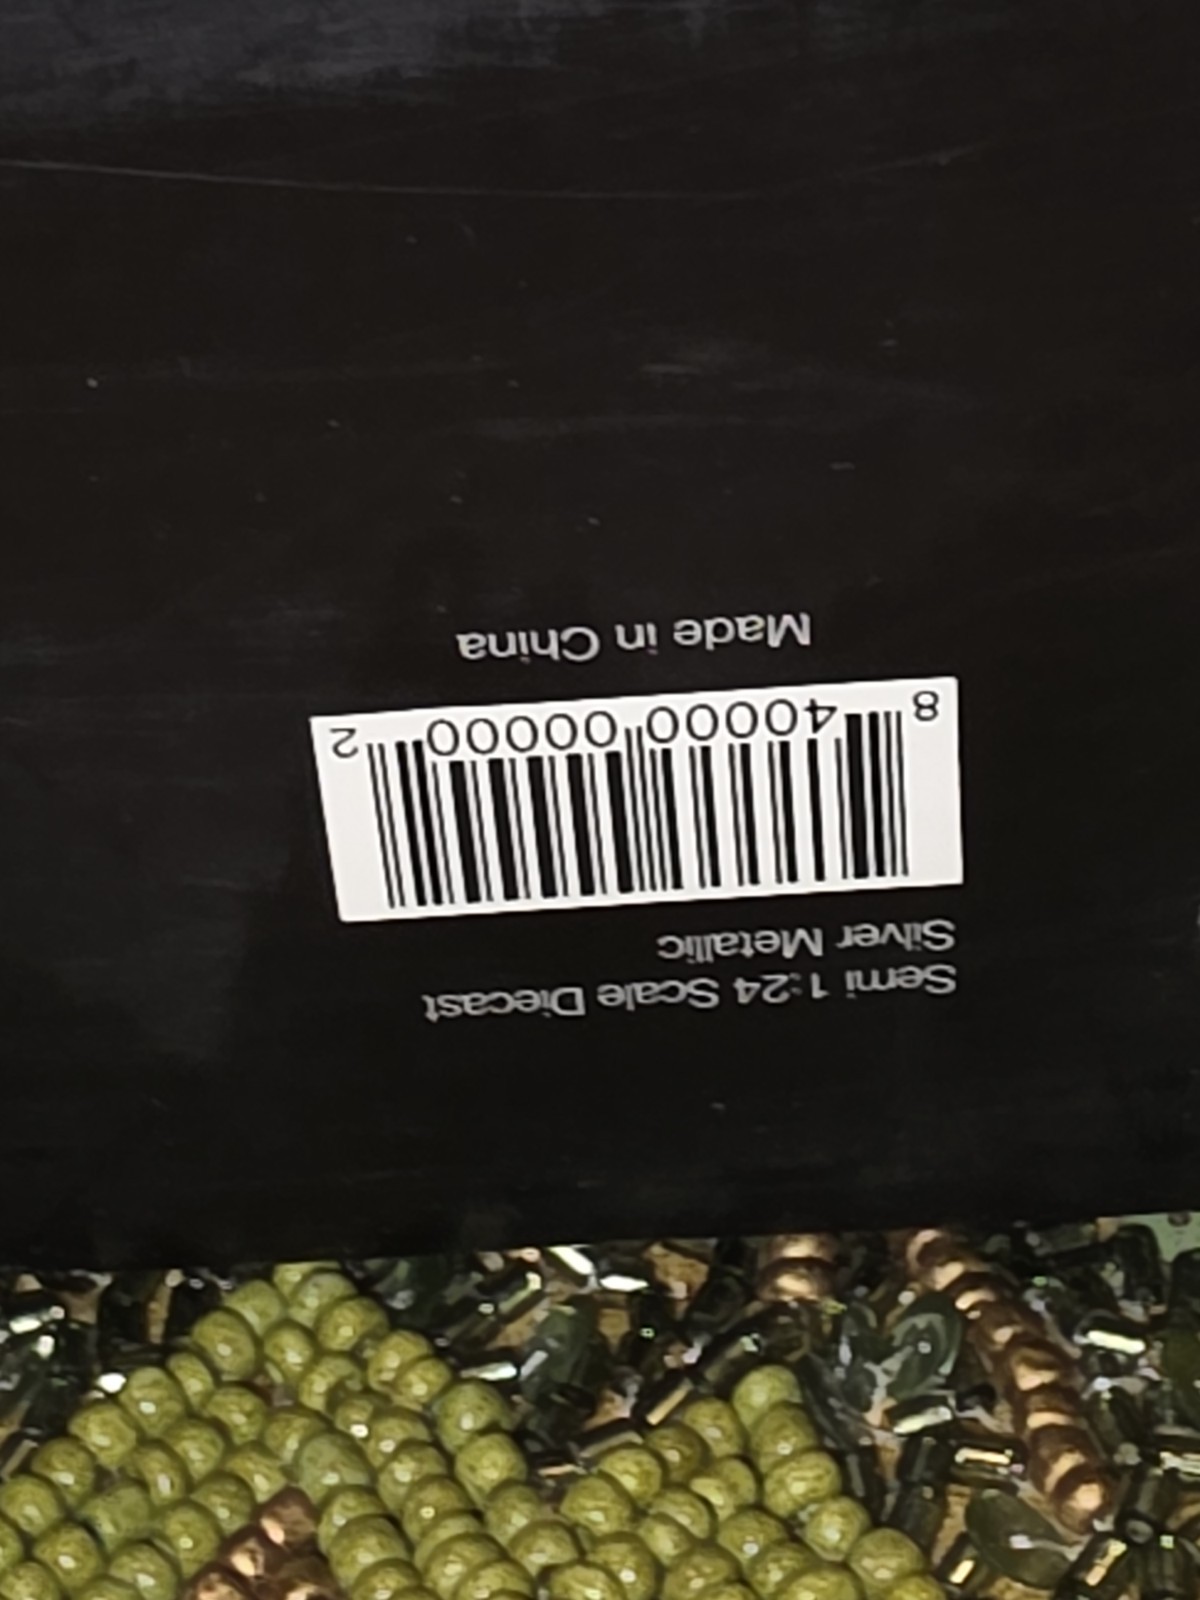 Semi 1:24 Scale Diecast
Silver Metallic
8 40000 00000 2
Made in China